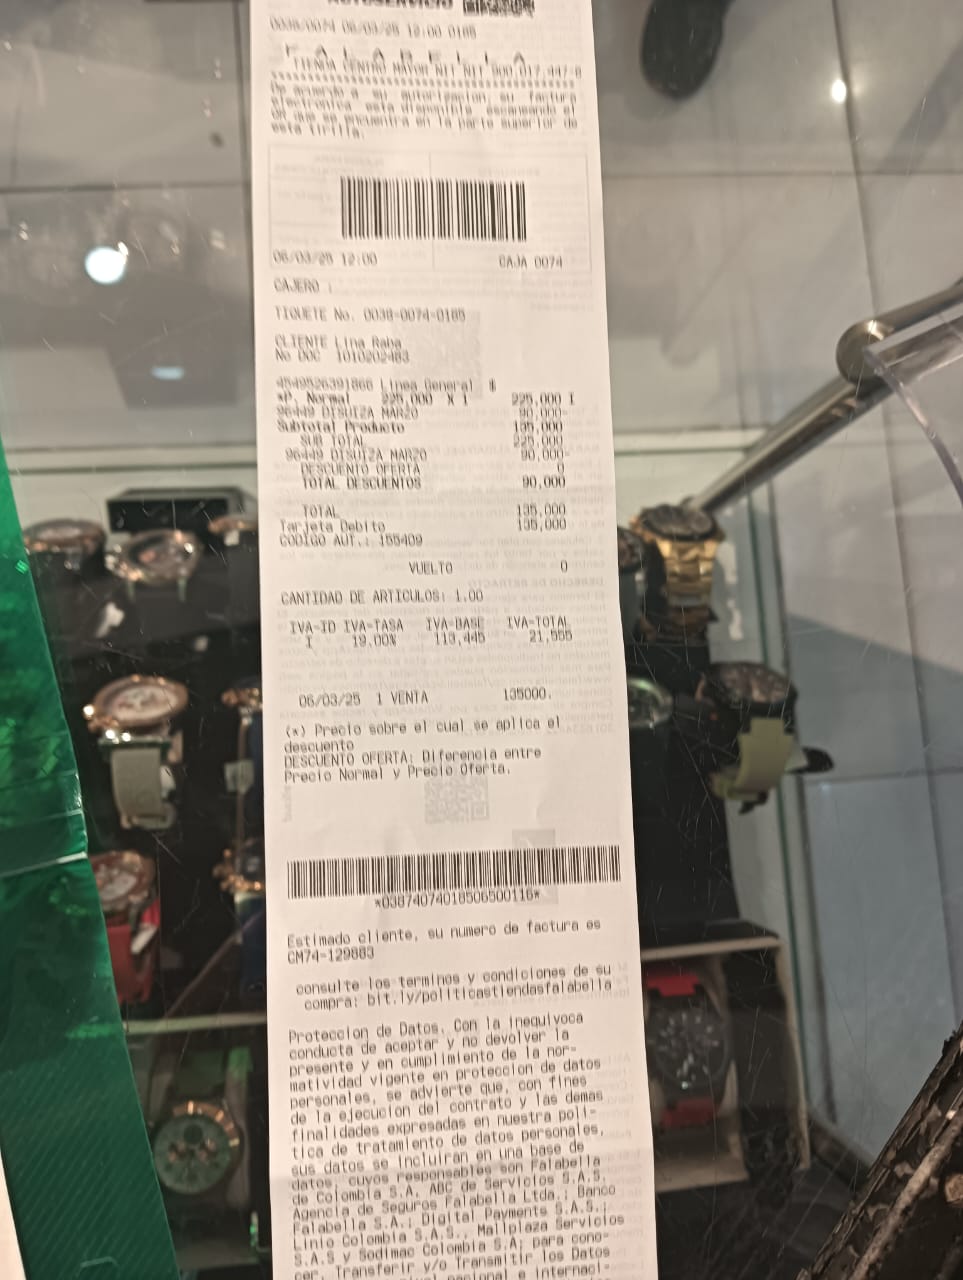 AUTOSERVICIO
0038/0074 06/03/25 12:00 0185
F A L A B E L L A
TIENDA CENTRO MAYOR NIT NIT 900.017.447-8
De acuerdo a su autorizacion, su factura
electronica esta disponible escaneando el
QR que se encuentra en la parte superior de
esta tirilla.
06/03/25 12:00 CAJA 0074
CAJERO :
TIQUETE No. 0038-0074-0185
CLIENTE Lina Raba
No DOC 1010202483
4549526391866 Linea General $
*P. Normal 225,000 X 1 225,000 I
96449 DISUIZA MARZO 90,000-
Subtotal Producto 135,000
SUB TOTAL 225,000
96449 DISUIZA MARZO 90,000-
DESCUENTO OFERTA 0
TOTAL DESCUENTOS 90,000
TOTAL 135,000
Tarjeta Debito 135,000
CODIGO AUT.: 155409
VUELTO 0
CANTIDAD DE ARTICULOS: 1.00
IVA-ID IVA-TASA IVA-BASE IVA-TOTAL
I 19.00% 113,445 21,555
06/03/25 1 VENTA 135000.
(*) Precio sobre el cual se aplica el
descuento
DESCUENTO OFERTA: Diferencia entre
Precio Normal y Precio Oferta.
*03874074018506500116*
Estimado cliente, su numero de factura es
CM74-129883
consulte los terminos y condiciones de su
compra: bit.ly/politicastiendasfalabella
Proteccion de Datos. Con la inequivoca
conducta de aceptar y no devolver la
presente y en cumplimiento de la nor-
matividad vigente en proteccion de datos
personales, se advierte que, con fines
de la ejecucion del contrato y las demas
finalidades expresadas en nuestra poli-
tica de tratamiento de datos personales,
sus datos se incluiran en una base de
datos, cuyos responsables son Falabella
de Colombia S.A. ABC de Servicios S.A.S.
Agencia de Seguros Falabella Ltda.; Banco
Falabella S.A.; Digital Payments S.A.S.;
Linio Colombia S.A.S., Mallplaza Servicios
S.A.S y Sodimac Colombia S.A; para cono-
cer, Transferir y/o Transmitir los Datos
nacional e internaci-